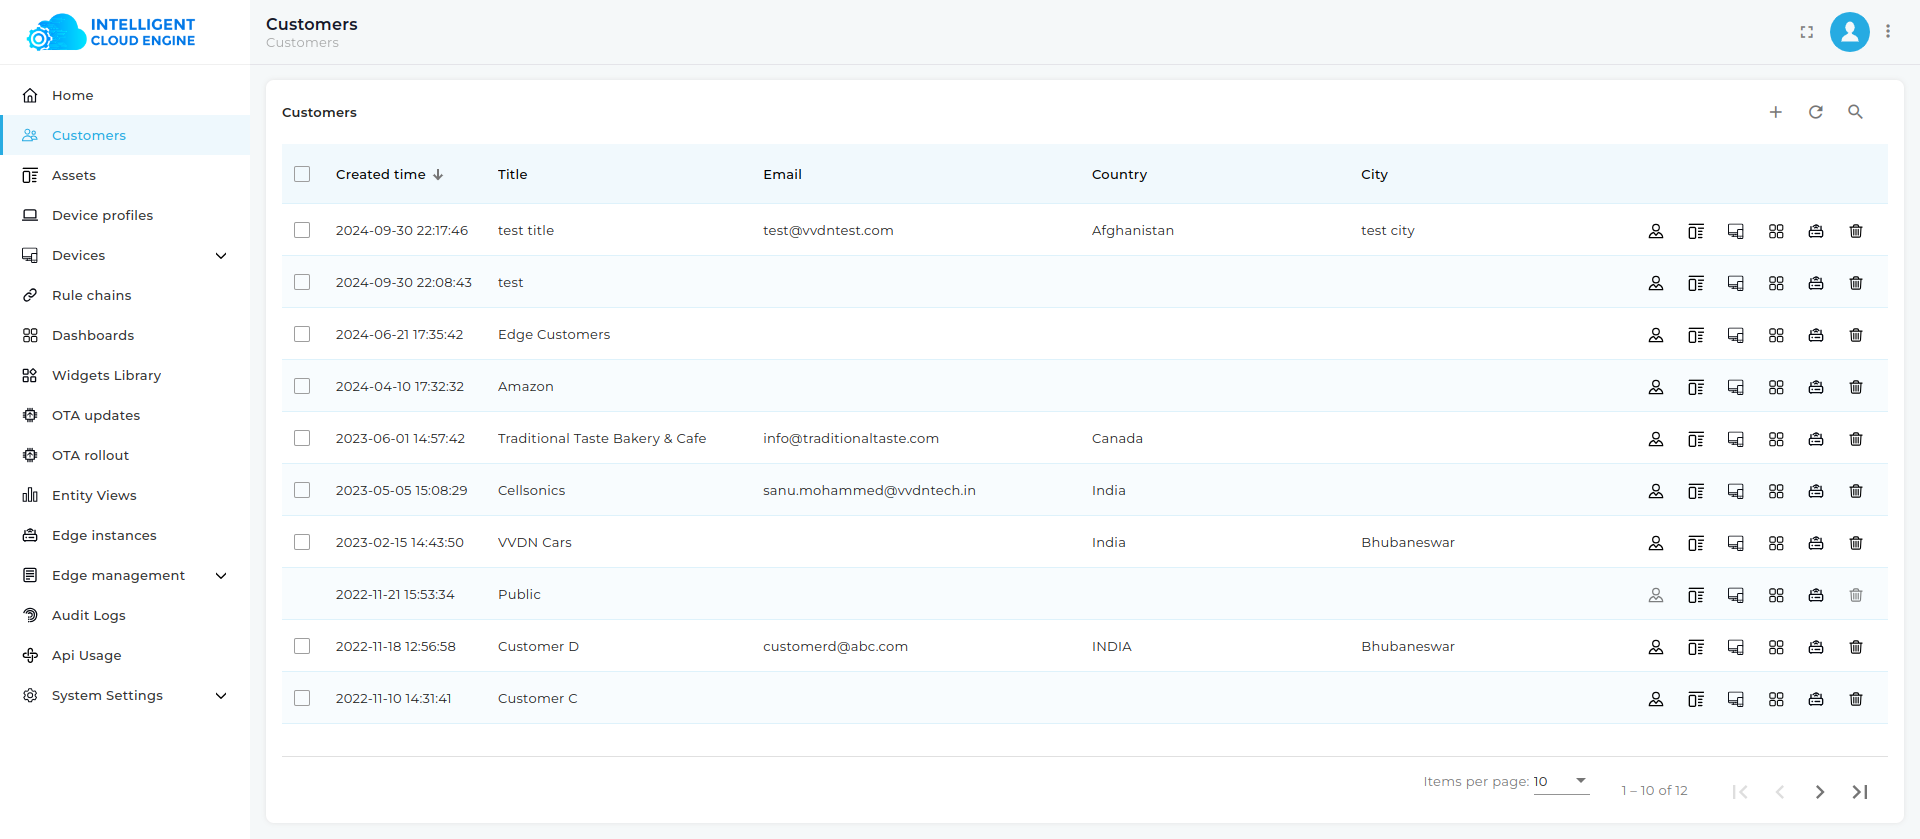 INTELLIGENT
CLOUD ENGINE
Customers
Customers
Home
Customers
Assets
Device profiles
Devices
Rule chains
Dashboards
Widgets Library
OTA updates
OTA rollout
Entity Views
Edge instances
Edge management
Audit Logs
Api Usage
System Settings
Customers
Created time Title Email Country City
2024-09-30 22:17:46 test title test@vvdntest.com Afghanistan test city
2024-09-30 22:08:43 test
2024-06-21 17:35:42 Edge Customers
2024-04-10 17:32:32 Amazon
2023-06-01 14:57:42 Traditional Taste Bakery & Cafe info@traditionaltaste.com Canada
2023-05-05 15:08:29 Cellsonics sanu.mohammed@vvdntech.in India
2023-02-15 14:43:50 VVDN Cars India Bhubaneswar
2022-11-21 15:53:34 Public
2022-11-18 12:56:58 Customer D customerd@abc.com INDIA Bhubaneswar
2022-11-10 14:31:41 Customer C
Items per page: 10 1 – 10 of 12